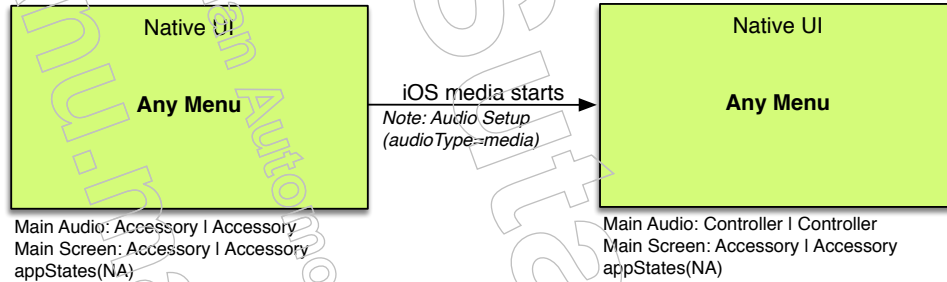 Native UI
Any Menu
Main Audio: Accessory | Accessory
Main Screen: Accessory | Accessory
appStates(NA)
iOS media starts
Note: Audio Setup
(audioType=media)
Native UI
Any Menu
Main Audio: Controller | Controller
Main Screen: Accessory | Accessory
appStates(NA)